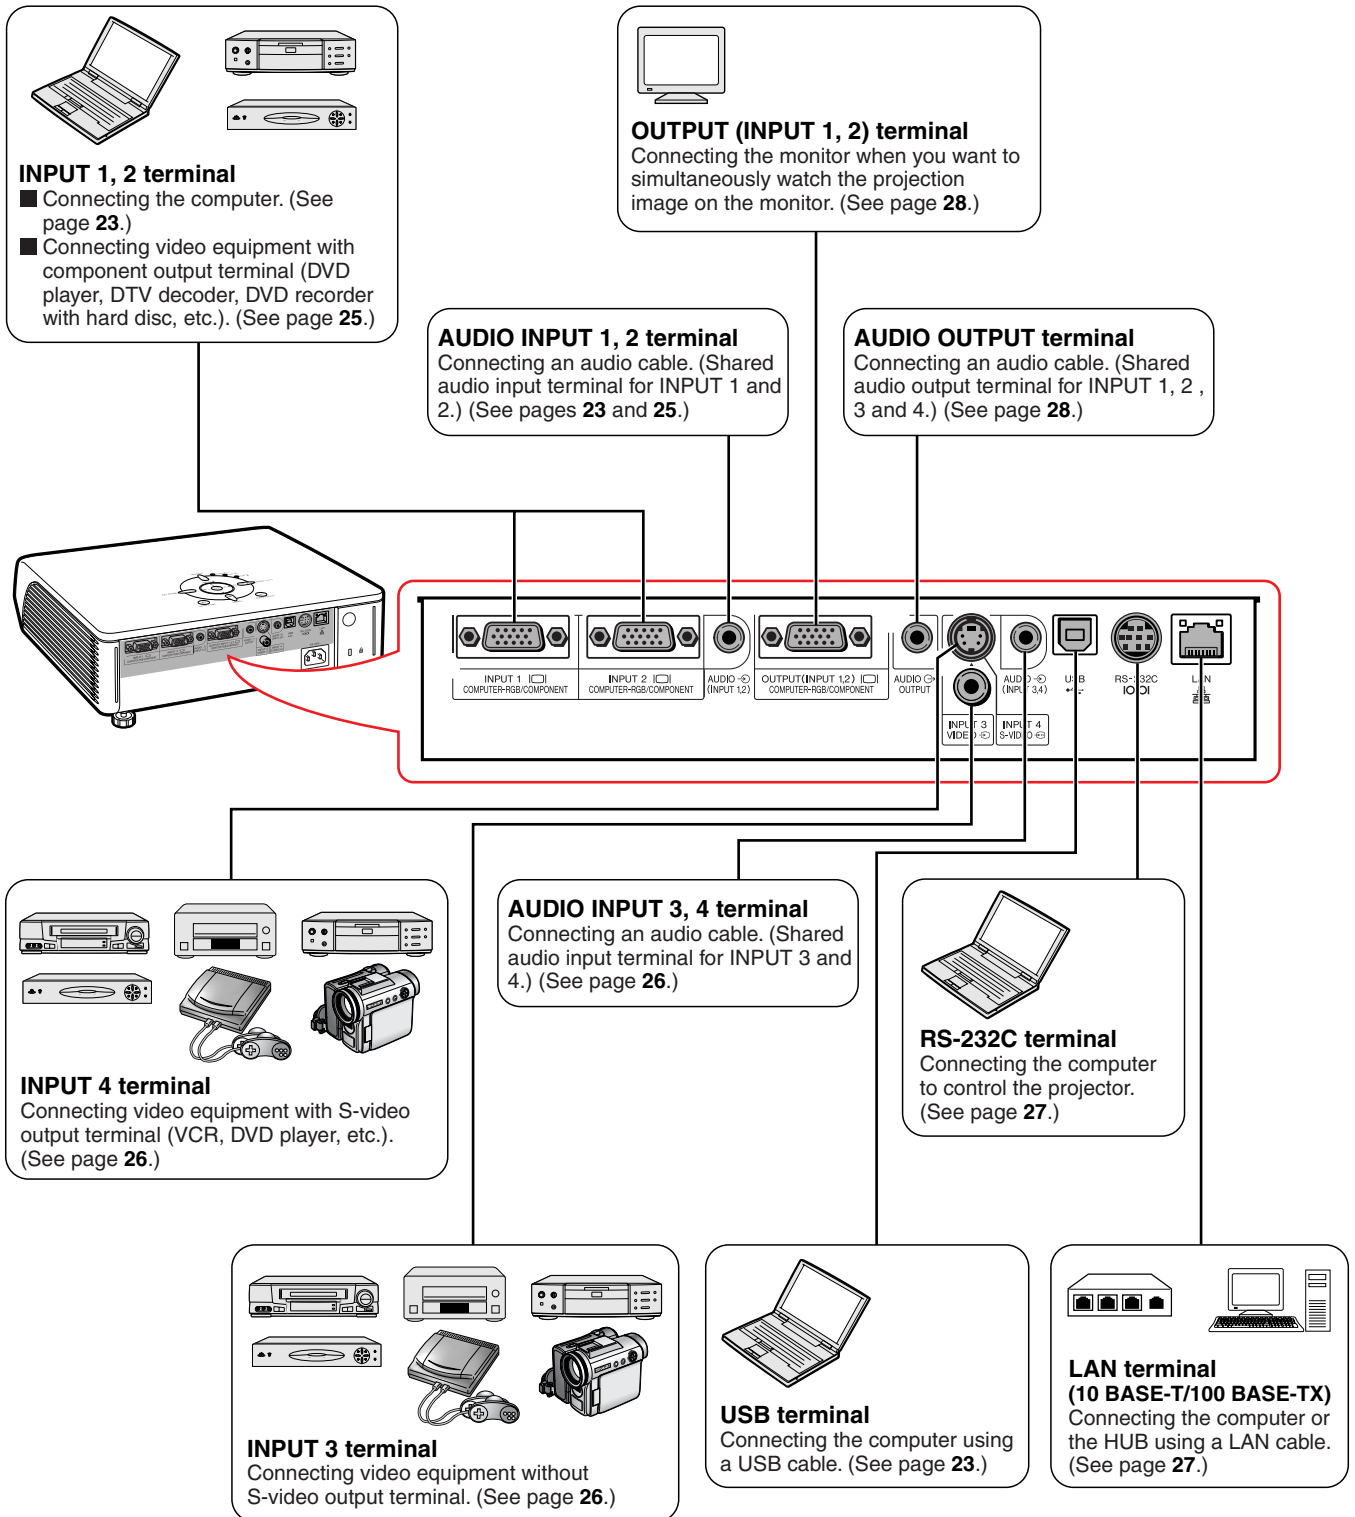 INPUT 1, 2 terminal
■ Connecting the computer. (See
page 23.)
■ Connecting video equipment with
component output terminal (DVD
player, DTV decoder, DVD recorder
with hard disc, etc.). (See page 25.)
OUTPUT (INPUT 1, 2) terminal
Connecting the monitor when you want to
simultaneously watch the projection
image on the monitor. (See page 28.)
AUDIO INPUT 1, 2 terminal
Connecting an audio cable. (Shared
audio input terminal for INPUT 1 and
2.) (See pages 23 and 25.)
AUDIO OUTPUT terminal
Connecting an audio cable. (Shared
audio output terminal for INPUT 1, 2 ,
3 and 4.) (See page 28.)
INPUT 1
COMPUTER-RGB/COMPONENT
INPUT 2
COMPUTER-RGB/COMPONENT
AUDIO
(INPUT 1,2)
OUTPUT(INPUT 1,2)
COMPUTER-RGB/COMPONENT
AUDIO
OUTPUT
INPUT 3
VIDEO
AUDIO
(INPUT 3,4)
INPUT 4
S-VIDEO
USB
RS-232C
LAN
INPUT 4 terminal
Connecting video equipment with S-video
output terminal (VCR, DVD player, etc.).
(See page 26.)
AUDIO INPUT 3, 4 terminal
Connecting an audio cable. (Shared
audio input terminal for INPUT 3 and
4.) (See page 26.)
RS-232C terminal
Connecting the computer
to control the projector.
(See page 27.)
INPUT 3 terminal
Connecting video equipment without
S-video output terminal. (See page 26.)
USB terminal
Connecting the computer using
a USB cable. (See page 23.)
LAN terminal
(10 BASE-T/100 BASE-TX)
Connecting the computer or
the HUB using a LAN cable.
(See page 27.)